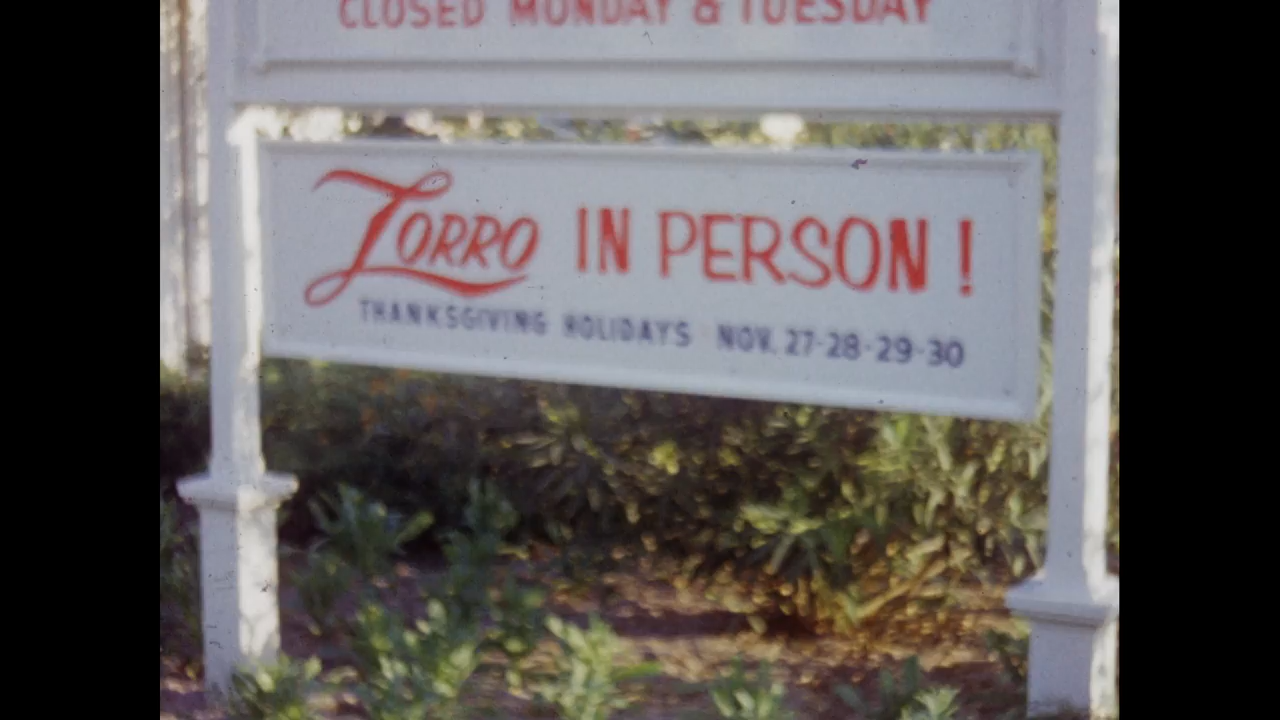 CLOSED MONDAY & TUESDAY
ZORRO IN PERSON!
THANKSGIVING HOLIDAYS NOV. 27-28-29-30